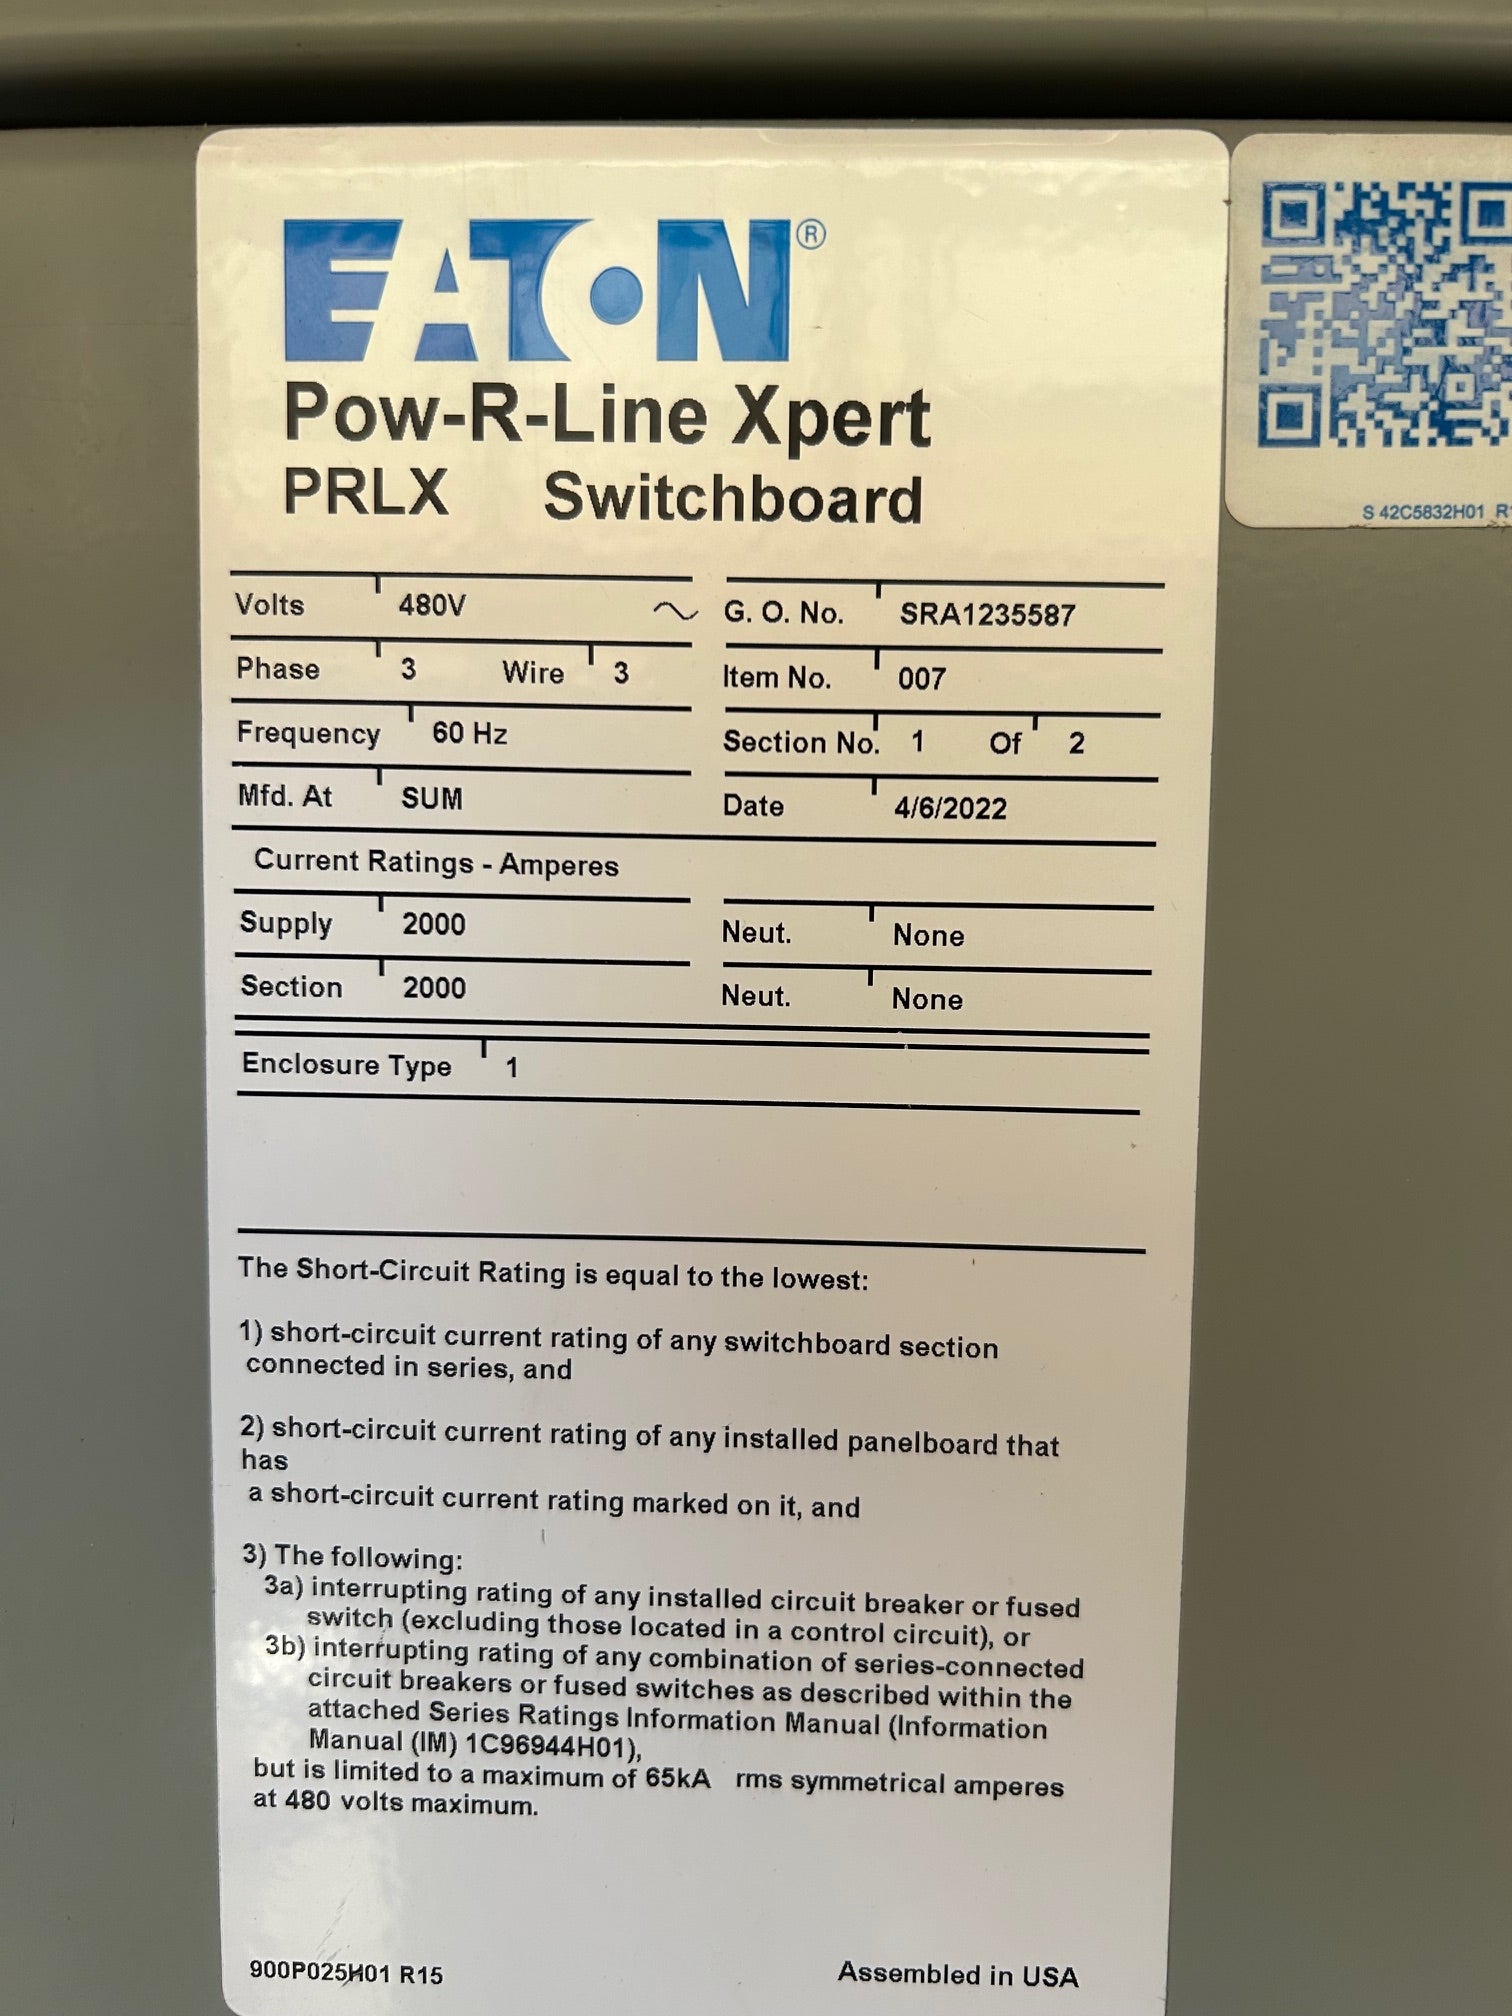 EATON®
Pow-R-Line Xpert
PRLX Switchboard
S 42C5832H01
Volts 480V ~ G. O. No. SRA1235587
Phase 3 Wire 3 Item No. 007
Frequency 60 Hz Section No. 1 Of 2
Mfd. At SUM Date 4/6/2022
Current Ratings - Amperes
Supply 2000 Neut. None
Section 2000 Neut. None
Enclosure Type 1
The Short-Circuit Rating is equal to the lowest:
1) short-circuit current rating of any switchboard section
connected in series, and
2) short-circuit current rating of any installed panelboard that
has
a short-circuit current rating marked on it, and
3) The following:
3a) interrupting rating of any installed circuit breaker or fused
switch (excluding those located in a control circuit), or
3b) interrupting rating of any combination of series-connected
circuit breakers or fused switches as described within the
attached Series Ratings Information Manual (Information
Manual (IM) 1C96944H01),
but is limited to a maximum of 65kA rms symmetrical amperes
at 480 volts maximum.
900P025H01 R15 Assembled in USA